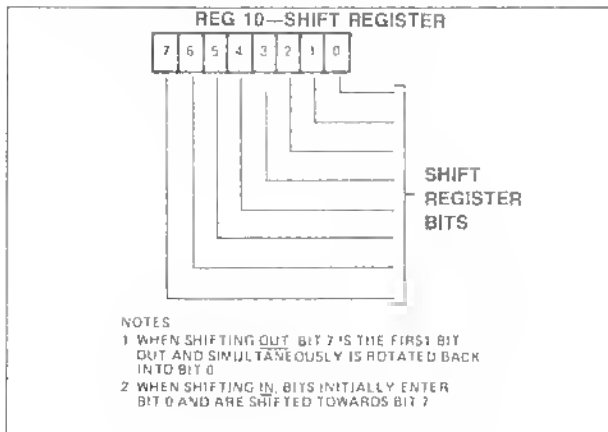 REG 10—SHIFT REGISTER
7 6 5 4 3 2 1 0
SHIFT
REGISTER
BITS
NOTES
1 WHEN SHIFTING OUT BIT 7 IS THE FIRST BIT
OUT AND SIMULTANEOUSLY IS ROTATED BACK
INTO BIT 0
2 WHEN SHIFTING IN, BITS INITIALLY ENTER
BIT 0 AND ARE SHIFTED TOWARDS BIT 7